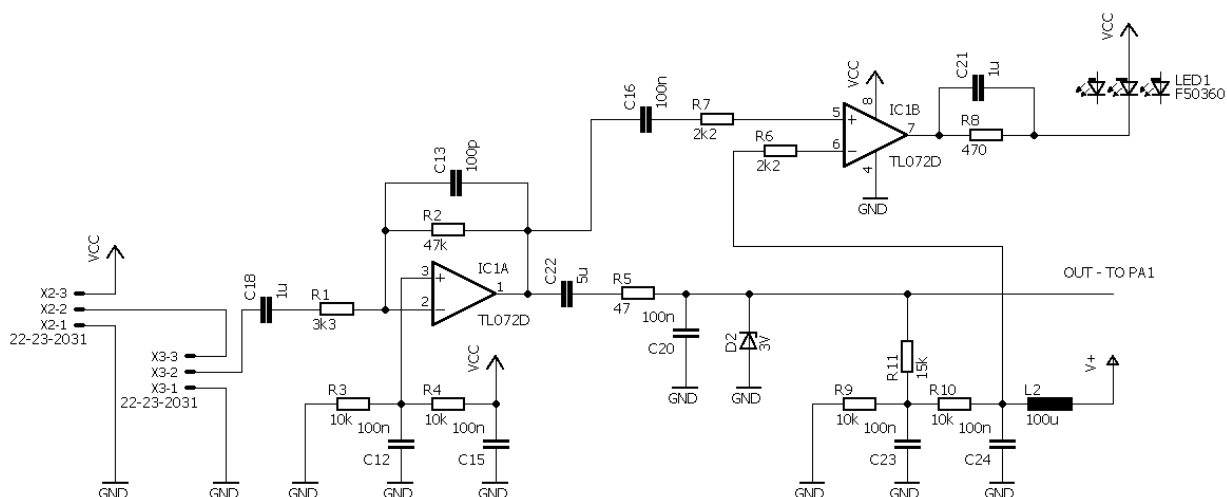 VCC
X2-3
X2-2
X2-1
22-23-2031
GND
X3-3
X3-2
X3-1
22-23-2031
GND
C18
1u
R1
3k3
C13
100p
R2
47k
IC1A
3
+
2
−
1
TL072D
R3
10k
GND
100n
C12
GND
R4
10k
VCC
100n
C15
GND
C22
5u
R5
47
100n
C20
GND
D2
3V
GND
C16
100n
R7
2k2
R6
2k2
VCC
8
IC1B
5
+
6
−
7
4
TL072D
GND
C21
1u
R8
470
VCC
LED1
F50360
OUT - TO PA1
R11
15k
R9
10k
GND
100n
C23
GND
R10
10k
100n
C24
GND
L2
100u
V+